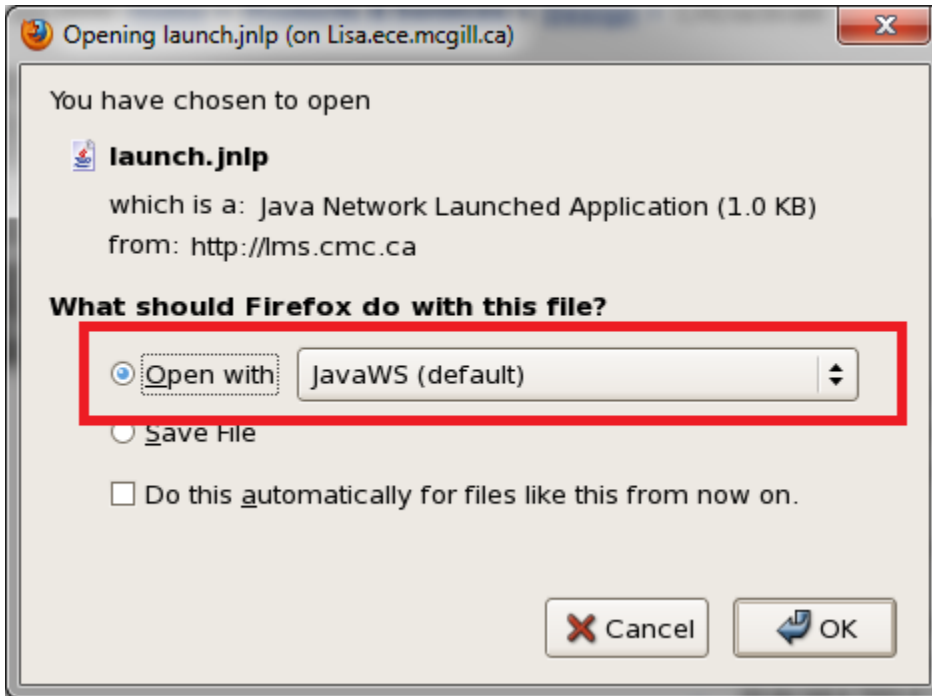 Opening launch.jnlp (on Lisa.ece.mcgill.ca)
You have chosen to open
launch.jnlp
which is a: Java Network Launched Application (1.0 KB)
from: http://lms.cmc.ca
What should Firefox do with this file?
Open with JavaWS (default)
Save File
Do this automatically for files like this from now on.
Cancel OK